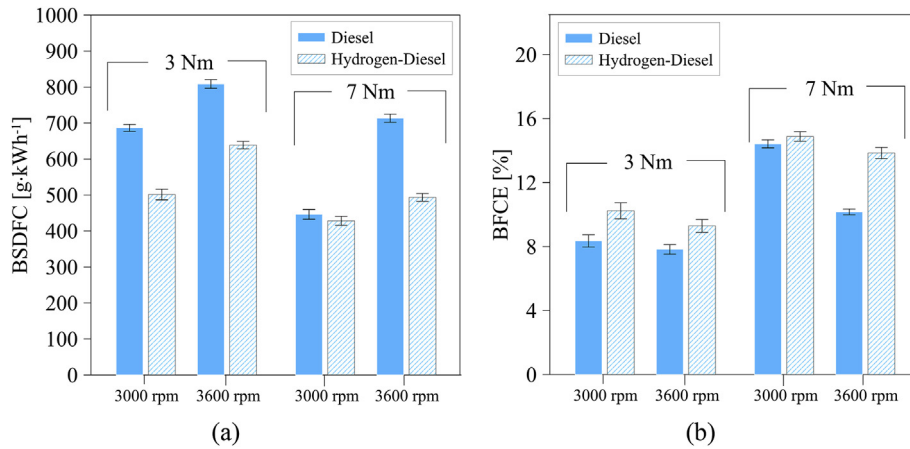 BSDFC [g·kWh⁻¹]
1000
900
800
700
600
500
400
300
200
100
0
Diesel
Hydrogen-Diesel
3 Nm
7 Nm
3000 rpm
3600 rpm
3000 rpm
3600 rpm
(a)
BFCE [%]
20
16
12
8
4
0
Diesel
Hydrogen-Diesel
3 Nm
7 Nm
3000 rpm
3600 rpm
3000 rpm
3600 rpm
(b)